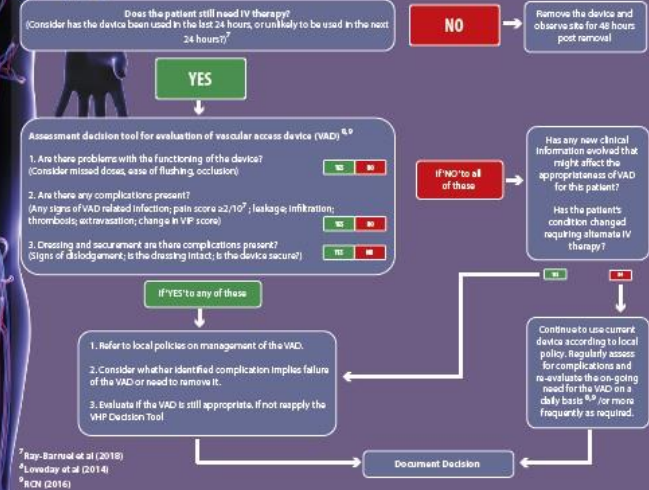 Does the patient still need IV therapy?
(Consider has the device been used in the last 24 hours, or unlikely to be used in the next
24 hours?)⁷
NO
Remove the device and
observe site for 48 hours
post removal
YES
Assessment decision tool for evaluation of vascular access device (VAD) ⁸,⁹
1. Are there problems with the functioning of the device?
(Consider missed doses, ease of flushing, occlusion)
YES NO
2. Are there any complications present?
(Any signs of VAD related infection; pain score ≥2/10⁷ ; leakage; infiltration;
thrombosis; extravasation; change in VIP score)
YES NO
3. Dressing and securement are there complications present?
(Signs of dislodgement; is the dressing intact; is the device secure?)
YES NO
If 'NO' to all
of these
Has any new clinical
information evolved that
might affect the
appropriateness of VAD
for this patient?
Has the patient's
condition changed
requiring alternate IV
therapy?
YES NO
If 'YES' to any of these
1. Refer to local policies on management of the VAD.
2. Consider whether identified complication implies failure
of the VAD or need to remove it.
3. Evaluate if the VAD is still appropriate. If not reapply the
VHP Decision Tool
Continue to use current
device according to local
policy. Regularly assess
for complications and
re-evaluate the on-going
need for the VAD on a
daily basis ⁸,⁹ /or more
frequently as required.
Document Decision
⁷Ray-Barruel et al (2018)
⁸Loveday et al (2014)
⁹RCN (2016)